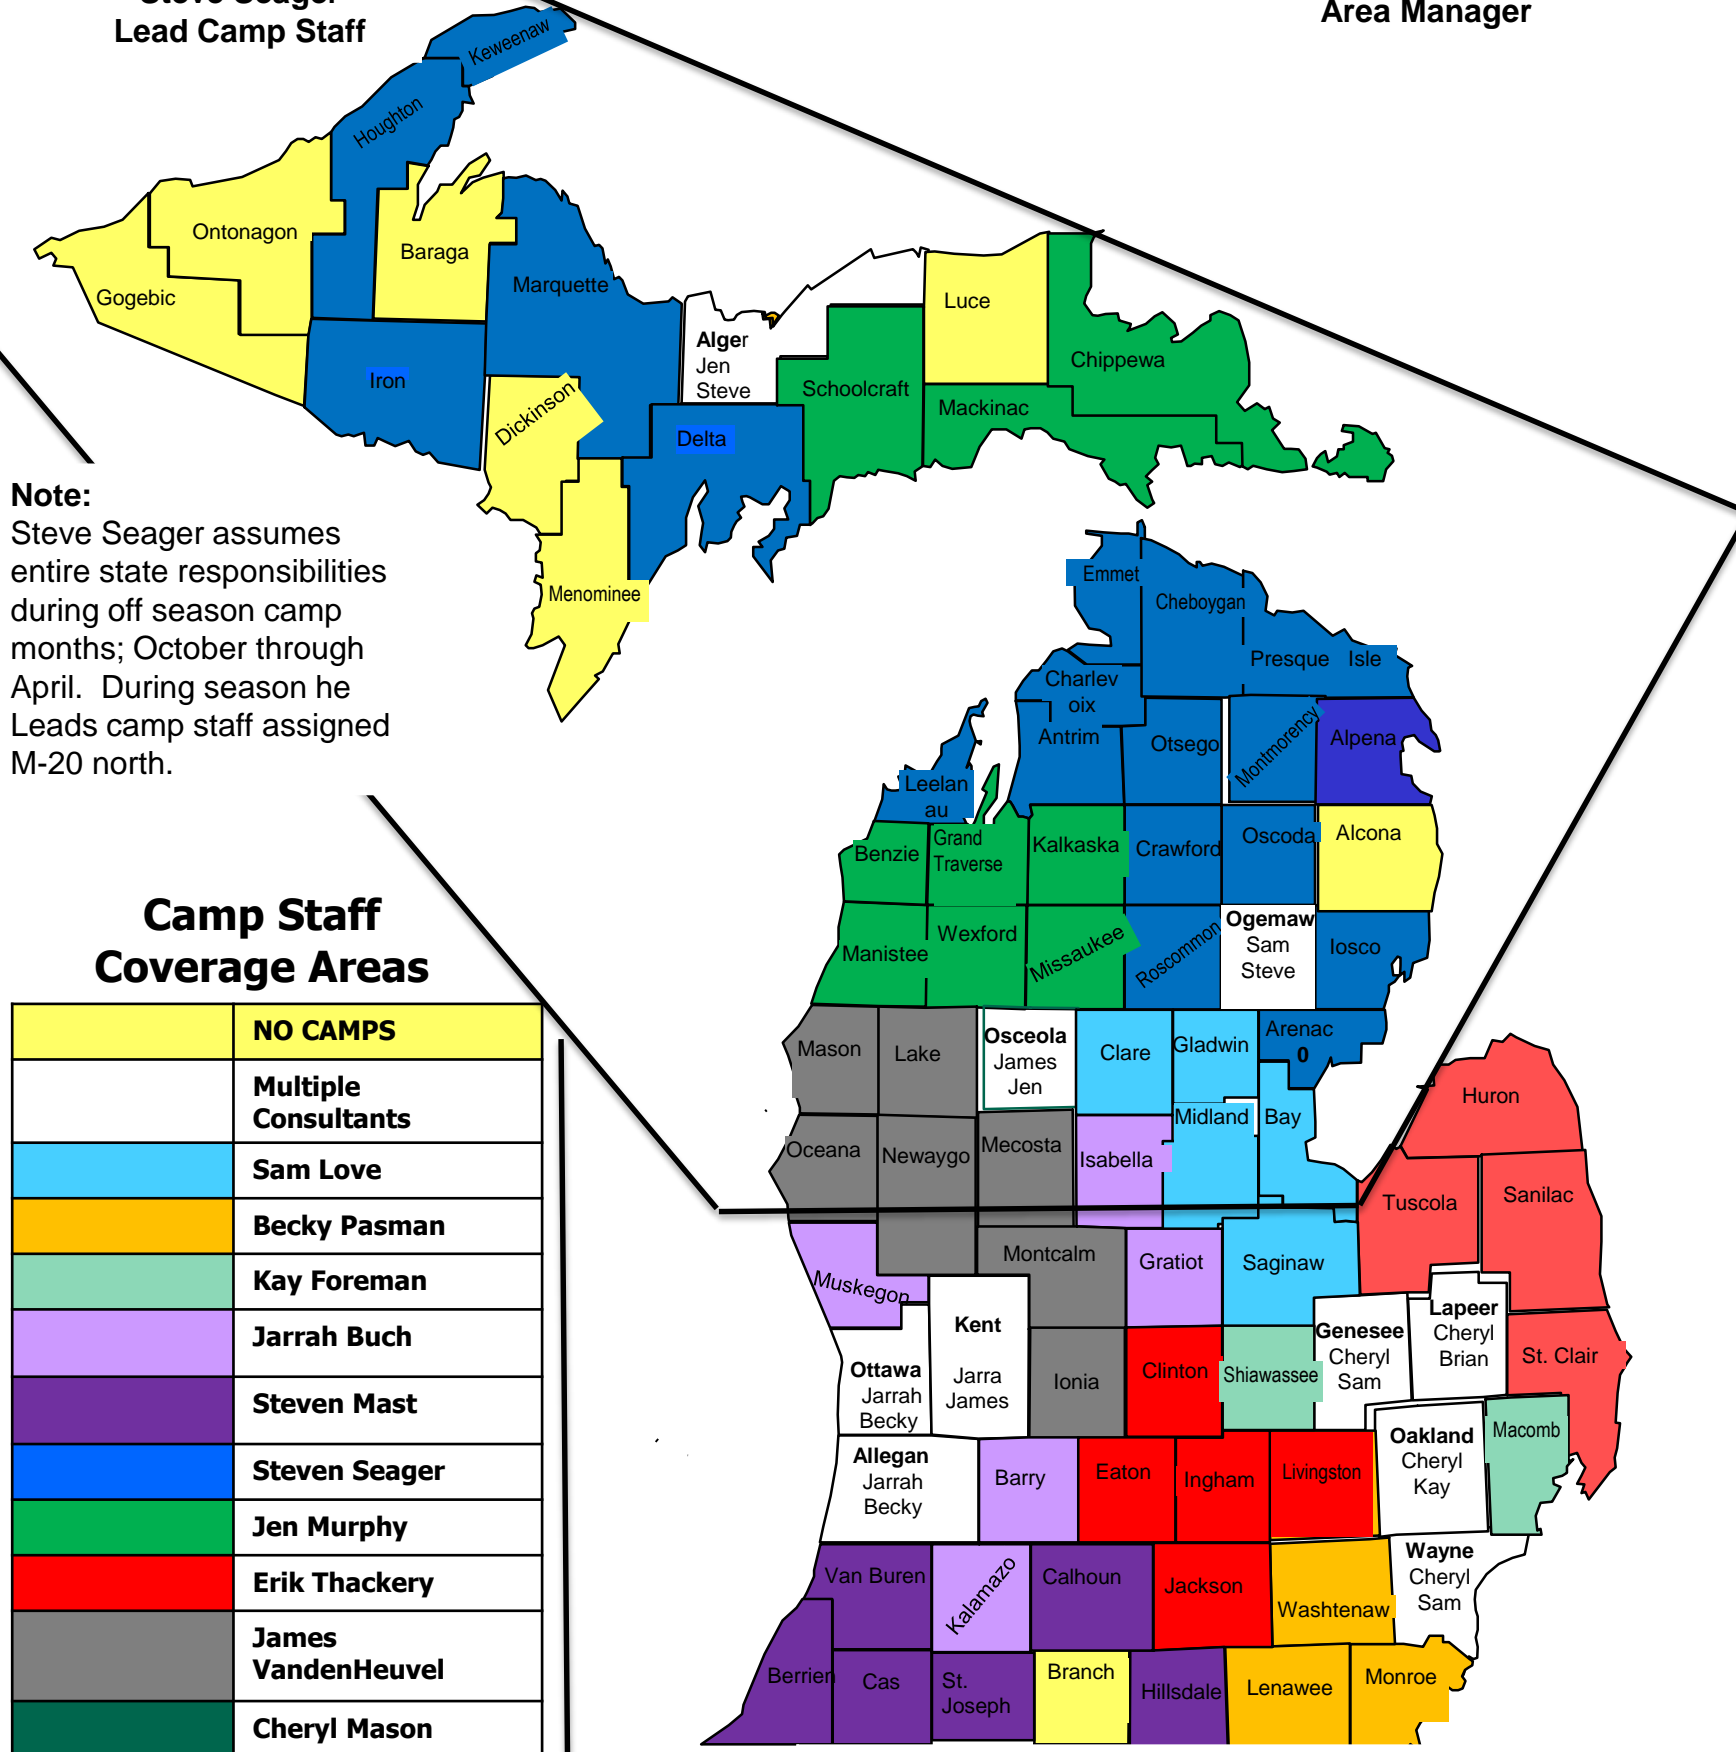 Steve Seager
Lead Camp Staff
Area Manager
Keweenaw
Houghton
Ontonagon
Baraga
Gogebic
Marquette
Iron
Dickinson
Menominee
Delta
Alger
Jen
Steve
Schoolcraft
Luce
Mackinac
Chippewa
Note:
Steve Seager assumes
entire state responsibilities
during off season camp
months; October through
April. During season he
Leads camp staff assigned
M-20 north.
Emmet
Cheboygan
Presque Isle
Charlev
oix
Antrim
Otsego
Montmorency
Alpena
Leelan
au
Benzie
Grand
Traverse
Kalkaska
Crawford
Oscoda
Alcona
Manistee
Wexford
Missaukee
Roscommon
Ogemaw
Sam
Steve
Iosco
Mason
Lake
Osceola
James
Jen
Clare
Gladwin
Arenac
0
Oceana
Newaygo
Mecosta
Isabella
Midland
Bay
Huron
Tuscola
Sanilac
Muskegon
Montcalm
Gratiot
Saginaw
Kent
Jarra
James
Ottawa
Jarrah
Becky
Ionia
Clinton
Shiawassee
Genesee
Cheryl
Sam
Lapeer
Cheryl
Brian
St. Clair
Allegan
Jarrah
Becky
Barry
Eaton
Ingham
Livingston
Oakland
Cheryl
Kay
Macomb
Van Buren
Kalamazo
Calhoun
Jackson
Washtenaw
Wayne
Cheryl
Sam
Berrien
Cas
St.
Joseph
Branch
Hillsdale
Lenawee
Monroe
Camp Staff
Coverage Areas
NO CAMPS
Multiple
Consultants
Sam Love
Becky Pasman
Kay Foreman
Jarrah Buch
Steven Mast
Steven Seager
Jen Murphy
Erik Thackery
James
VandenHeuvel
Cheryl Mason